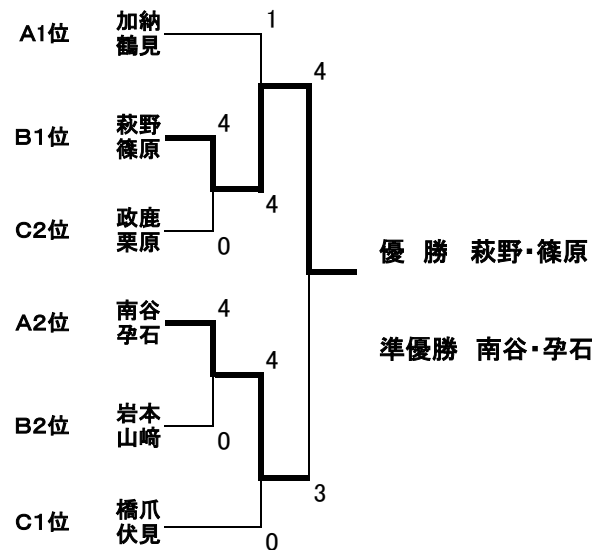 1
A1位
加納
鶴見
4
B1位
萩野
篠原
4
4
C2位
政鹿
栗原
0
優 勝 萩野・篠原
A2位
南谷
孕石
4
準優勝 南谷・孕石
4
B2位
岩本
山﨑
0
3
C1位
橋爪
伏見
0